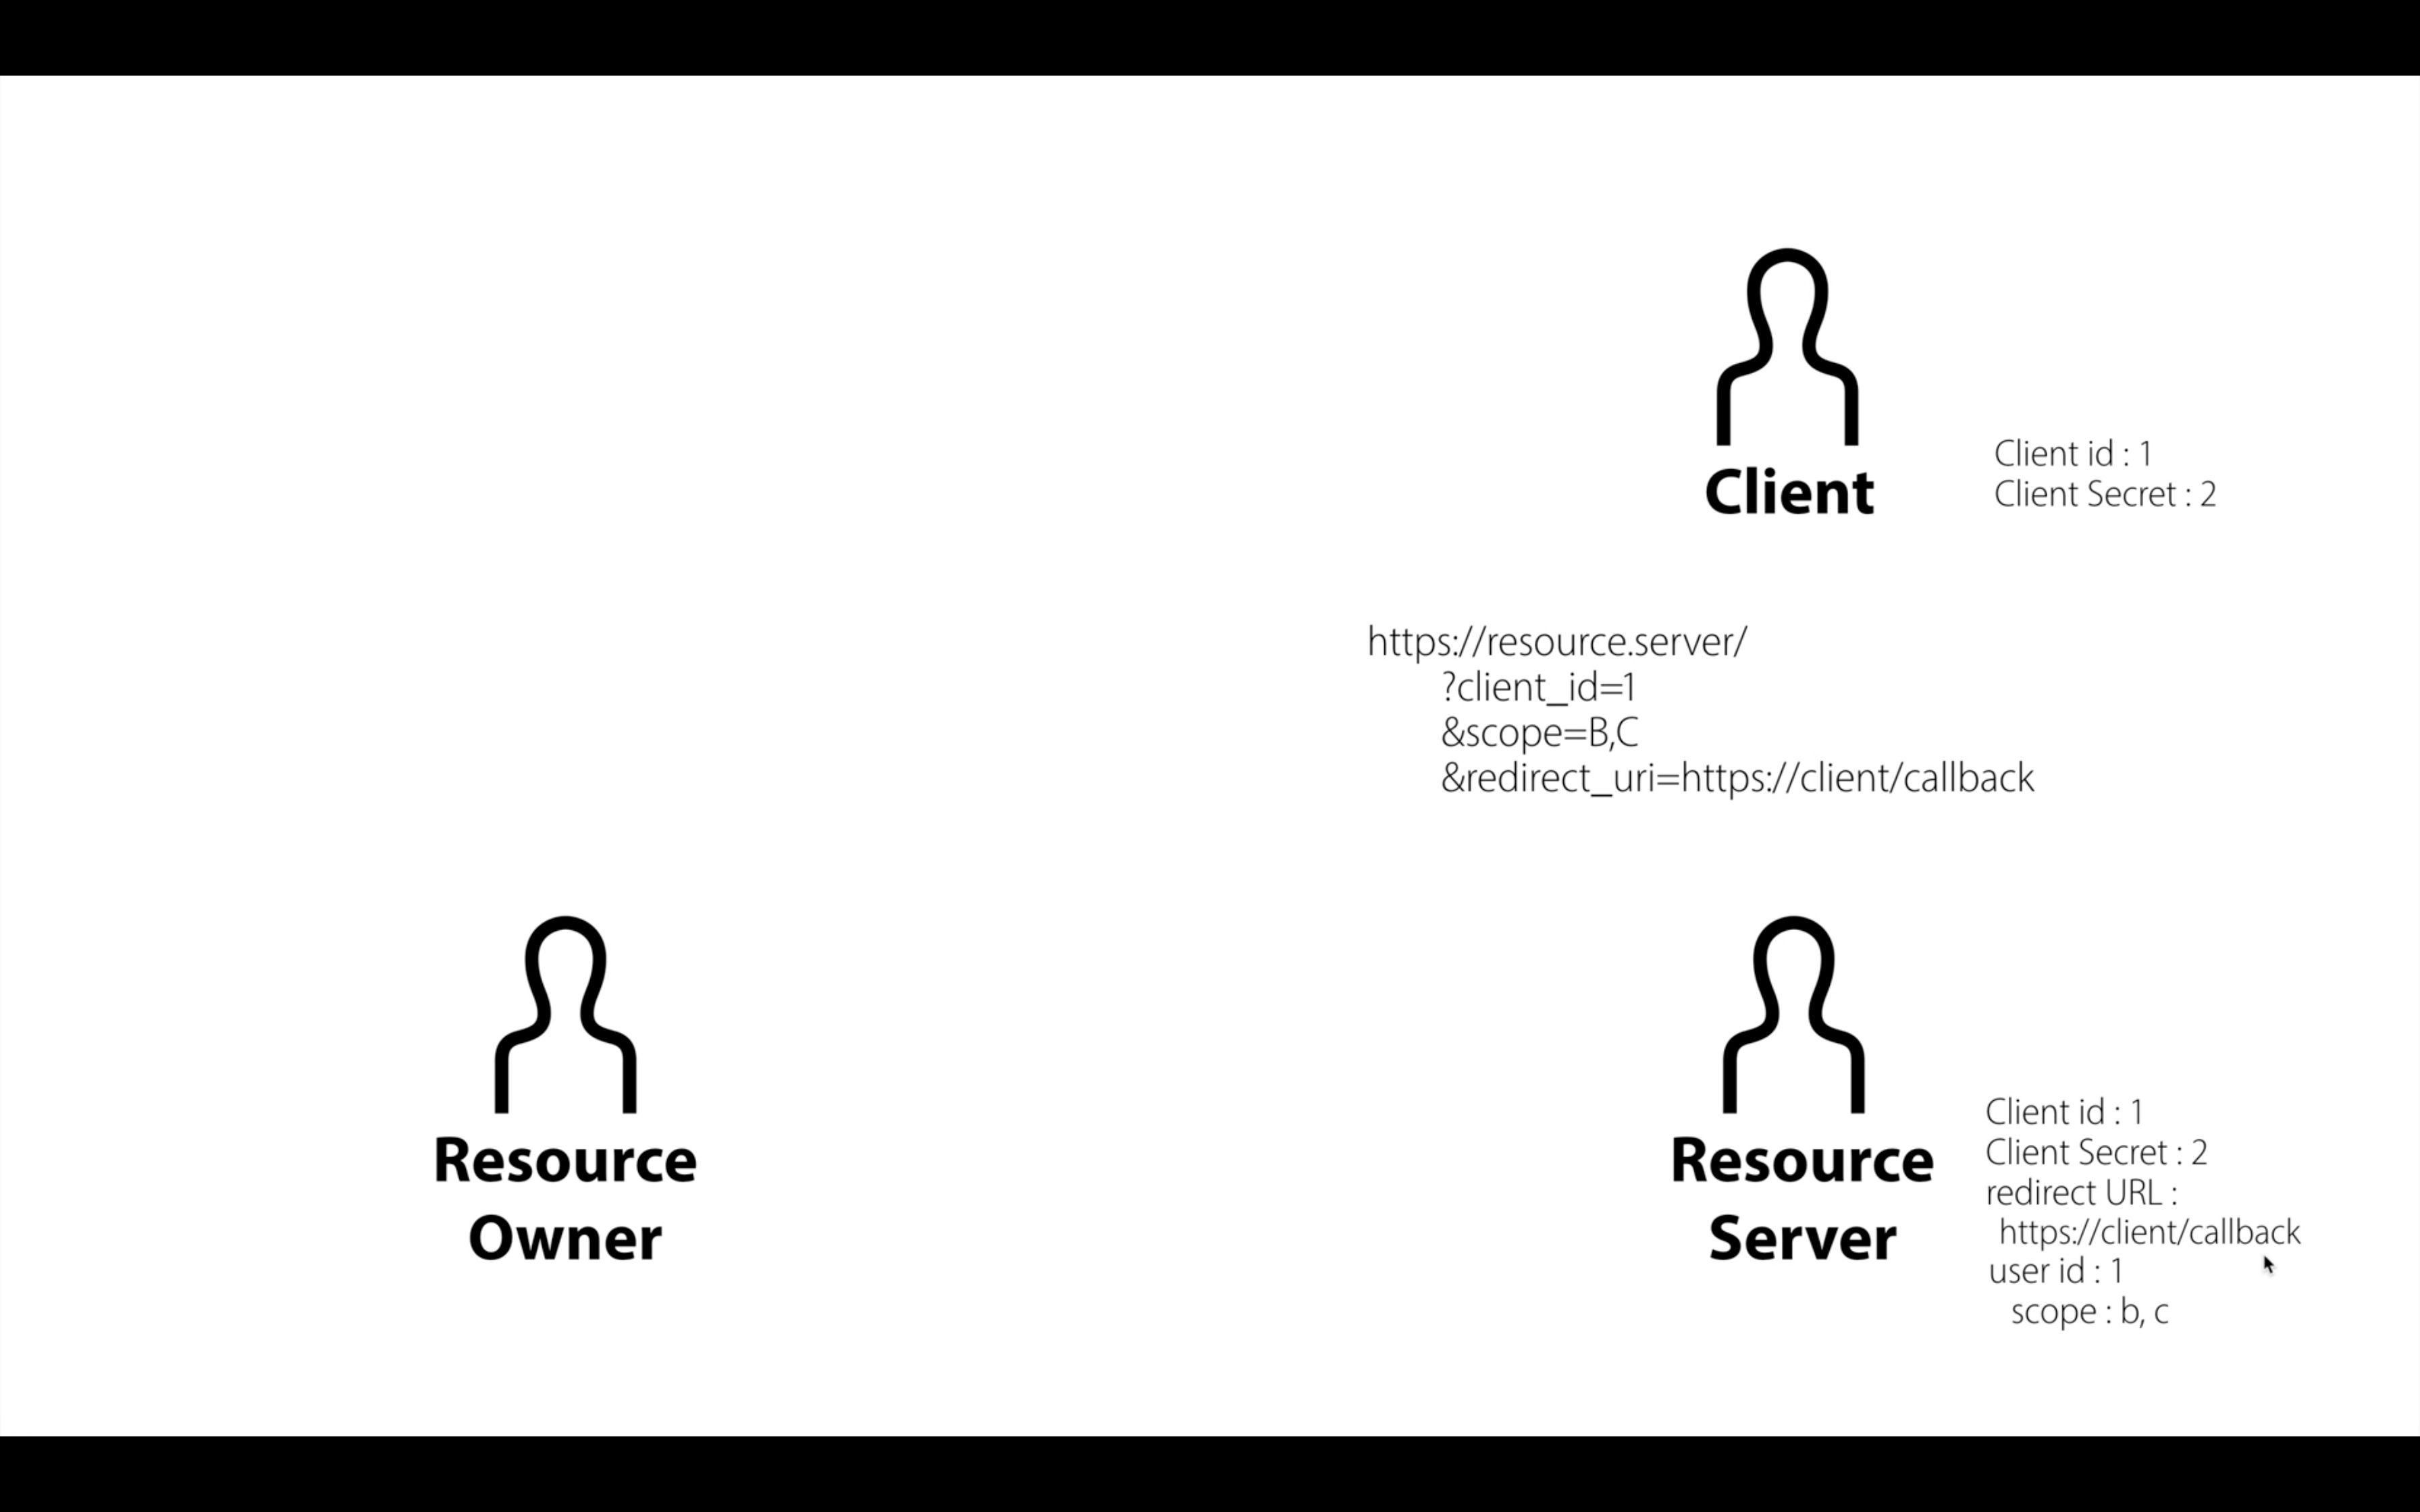 Client
Client id : 1
Client Secret : 2
https://resource.server/
?client_id=1
&scope=B,C
&redirect_uri=https://client/callback
Resource
Owner
Resource
Server
Client id : 1
Client Secret : 2
redirect URL :
https://client/callback
user id : 1
scope : b, c